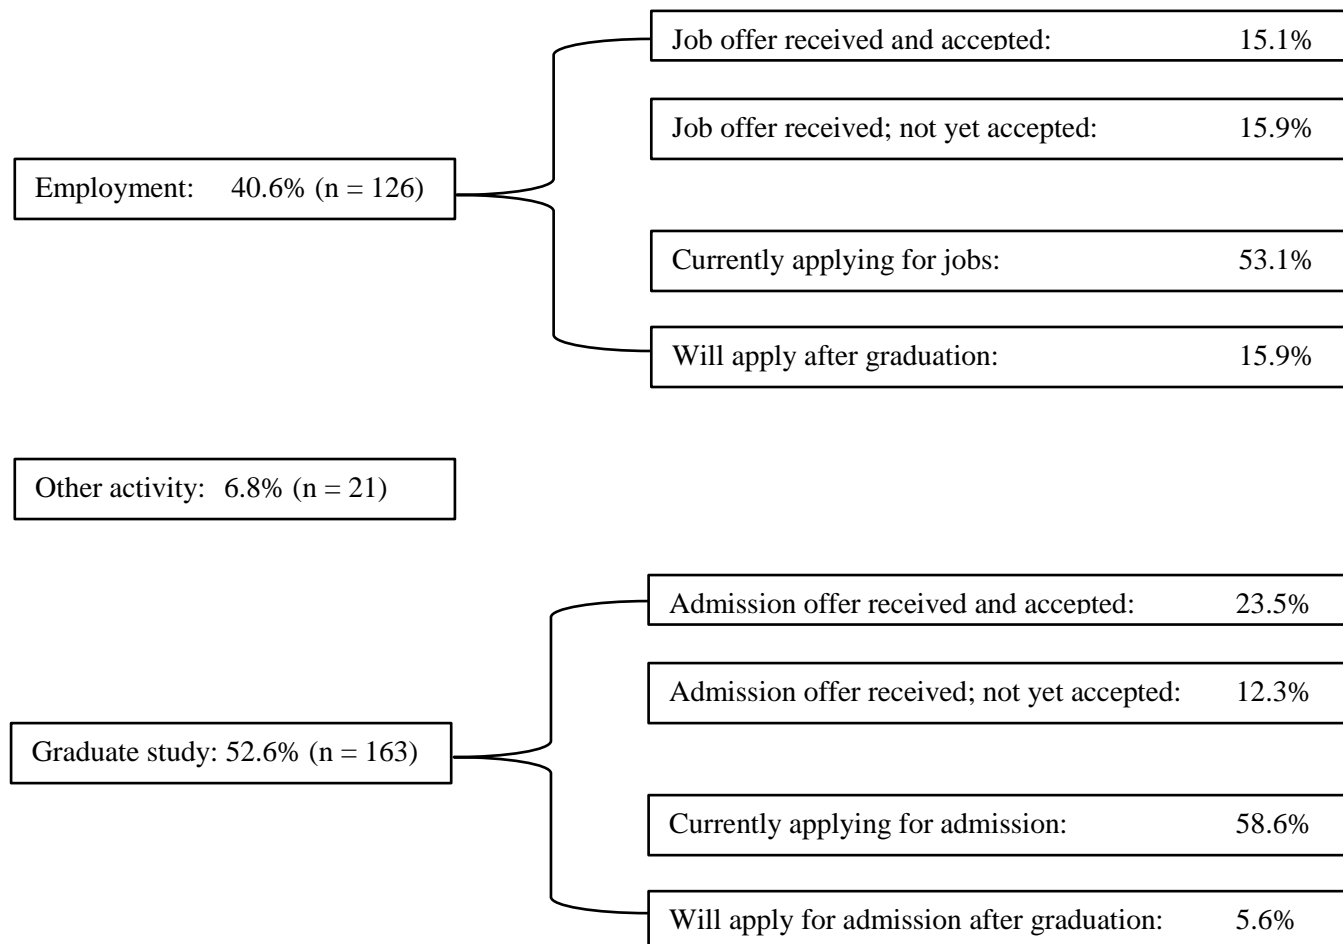 Job offer received and accepted: 15.1%
Job offer received; not yet accepted: 15.9%
Employment: 40.6% (n = 126)
Currently applying for jobs: 53.1%
Will apply after graduation: 15.9%
Other activity: 6.8% (n = 21)
Admission offer received and accepted: 23.5%
Admission offer received; not yet accepted: 12.3%
Graduate study: 52.6% (n = 163)
Currently applying for admission: 58.6%
Will apply for admission after graduation: 5.6%